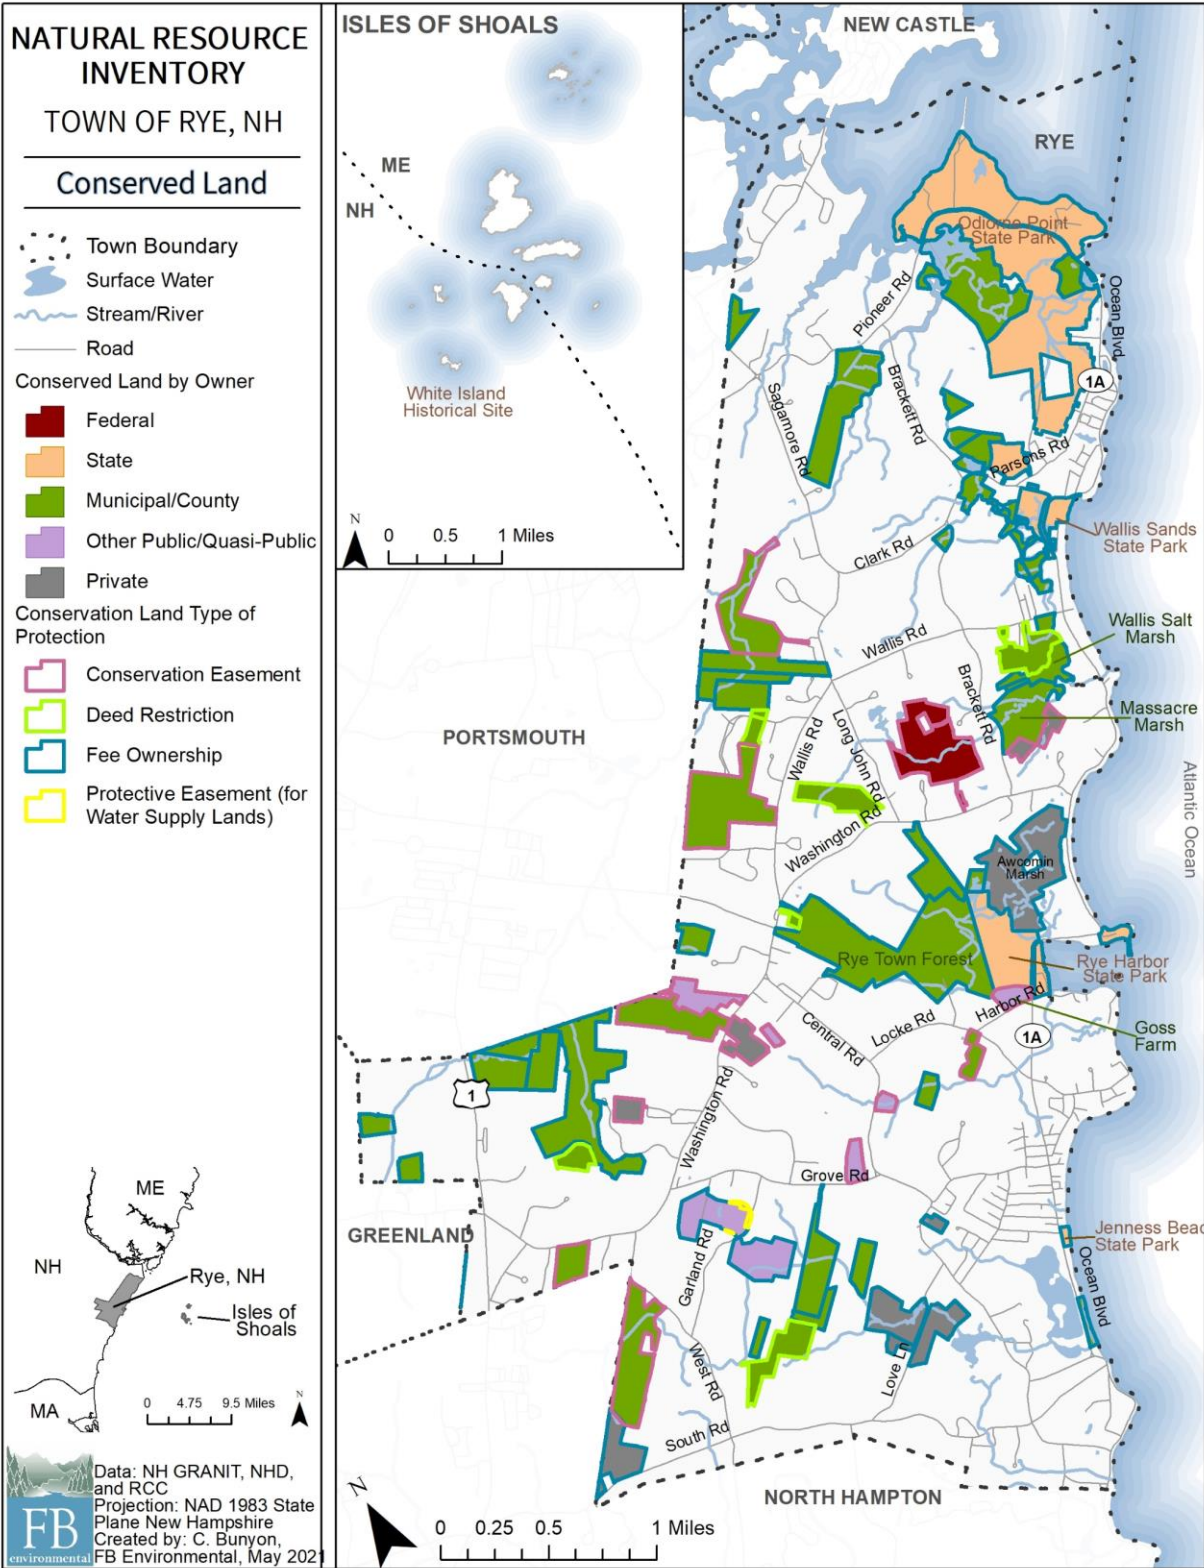 NATURAL RESOURCE
INVENTORY
TOWN OF RYE, NH
Conserved Land
Town Boundary
Surface Water
Stream/River
Road
Conserved Land by Owner
Federal
State
Municipal/County
Other Public/Quasi-Public
Private
Conservation Land Type of
Protection
Conservation Easement
Deed Restriction
Fee Ownership
Protective Easement (for
Water Supply Lands)
ME
NH
Rye, NH
Isles of
Shoals
MA
0 4.75 9.5 Miles
N
FB
environmental
Data: NH GRANIT, NHD,
and RCC
Projection: NAD 1983 State
Plane New Hampshire
Created by: C. Bunyon,
FB Environmental, May 2021
ISLES OF SHOALS
ME
NH
White Island
Historical Site
N
0 0.5 1 Miles
NEW CASTLE
RYE
Odiorne Point
State Park
Pioneer Rd
Ocean Blvd
1A
Sagamore Rd
Brackett Rd
Parsons Rd
Wallis Sands
State Park
Clark Rd
Wallis Rd
Wallis Salt
Marsh
Brackett Rd
Massacre
Marsh
PORTSMOUTH
Wallis Rd
Long John Rd
Washington Rd
Atlantic Ocean
Awcomin
Marsh
Rye Town Forest
Rye Harbor
State Park
Harbor Rd
Locke Rd
Central Rd
1A
Goss
Farm
1
Washington Rd
Grove Rd
GREENLAND
Garland Rd
Jenness Beac
State Park
Ocean Blvd
West Rd
Love Ln
South Rd
NORTH HAMPTON
N
0 0.25 0.5 1 Miles